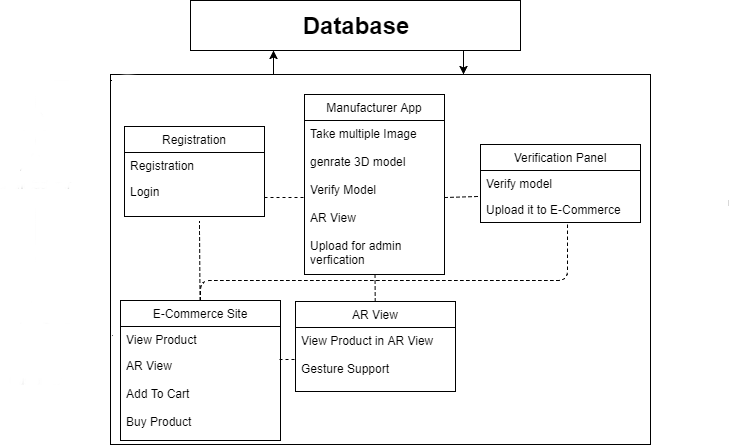 Database
Manufacturer App
Take multiple Image
genrate 3D model
Verify Model
AR View
Upload for admin
verfication
Registration
Registration
Login
Verification Panel
Verify model
Upload it to E-Commerce
E-Commerce Site
View Product
AR View
Add To Cart
Buy Product
AR View
View Product in AR View
Gesture Support